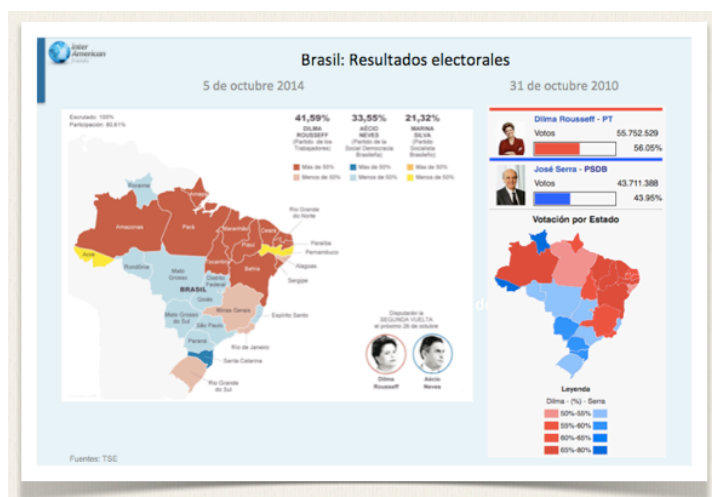 Inter
American
Brasil: Resultados electorales
5 de octubre 2014
31 de octubre 2010
Escrutado: 100%
Participación: 80,61%
41,59%
DILMA
ROUSSEFF
(Partido de los
Trabajadores)
Más de 50%
Menos de 50%
33,55%
AÉCIO
NEVES
(Partido de la
Social Democracia
Brasileña)
Más de 50%
Menos de 50%
21,32%
MARINA
SILVA
(Partido
Socialista
Brasileño)
Más de 50%
Menos de 50%
Roraima
Amapá
Amazonas
Pará
Maranhão
Ceará
Rio Grande
do Norte
Paraíba
Pernambuco
Piauí
Alagoas
Sergipe
Acre
Rondônia
Tocantins
Bahia
Mato
Grosso
Distrito
Federal
BRASIL
Goiás
Minas Gerais
Espírito Santo
Mato Grosso
do Sul
São Paulo
Rio de Janeiro
Paraná
Santa Catarina
Rio Grande
do Sul
Disputarán la
SEGUNDA VUELTA
el próximo 26 de octubre
Dilma
Rousseff
Aécio
Neves
Dilma Rousseff - PT
Votos 55.752.529
56.05%
José Serra - PSDB
Votos 43.711.388
43.95%
Votación por Estado
de
Leyenda
Dilma - (%) - Serra
50%-55%
55%-60%
60%-65%
65%-80%
Fuentes: TSE